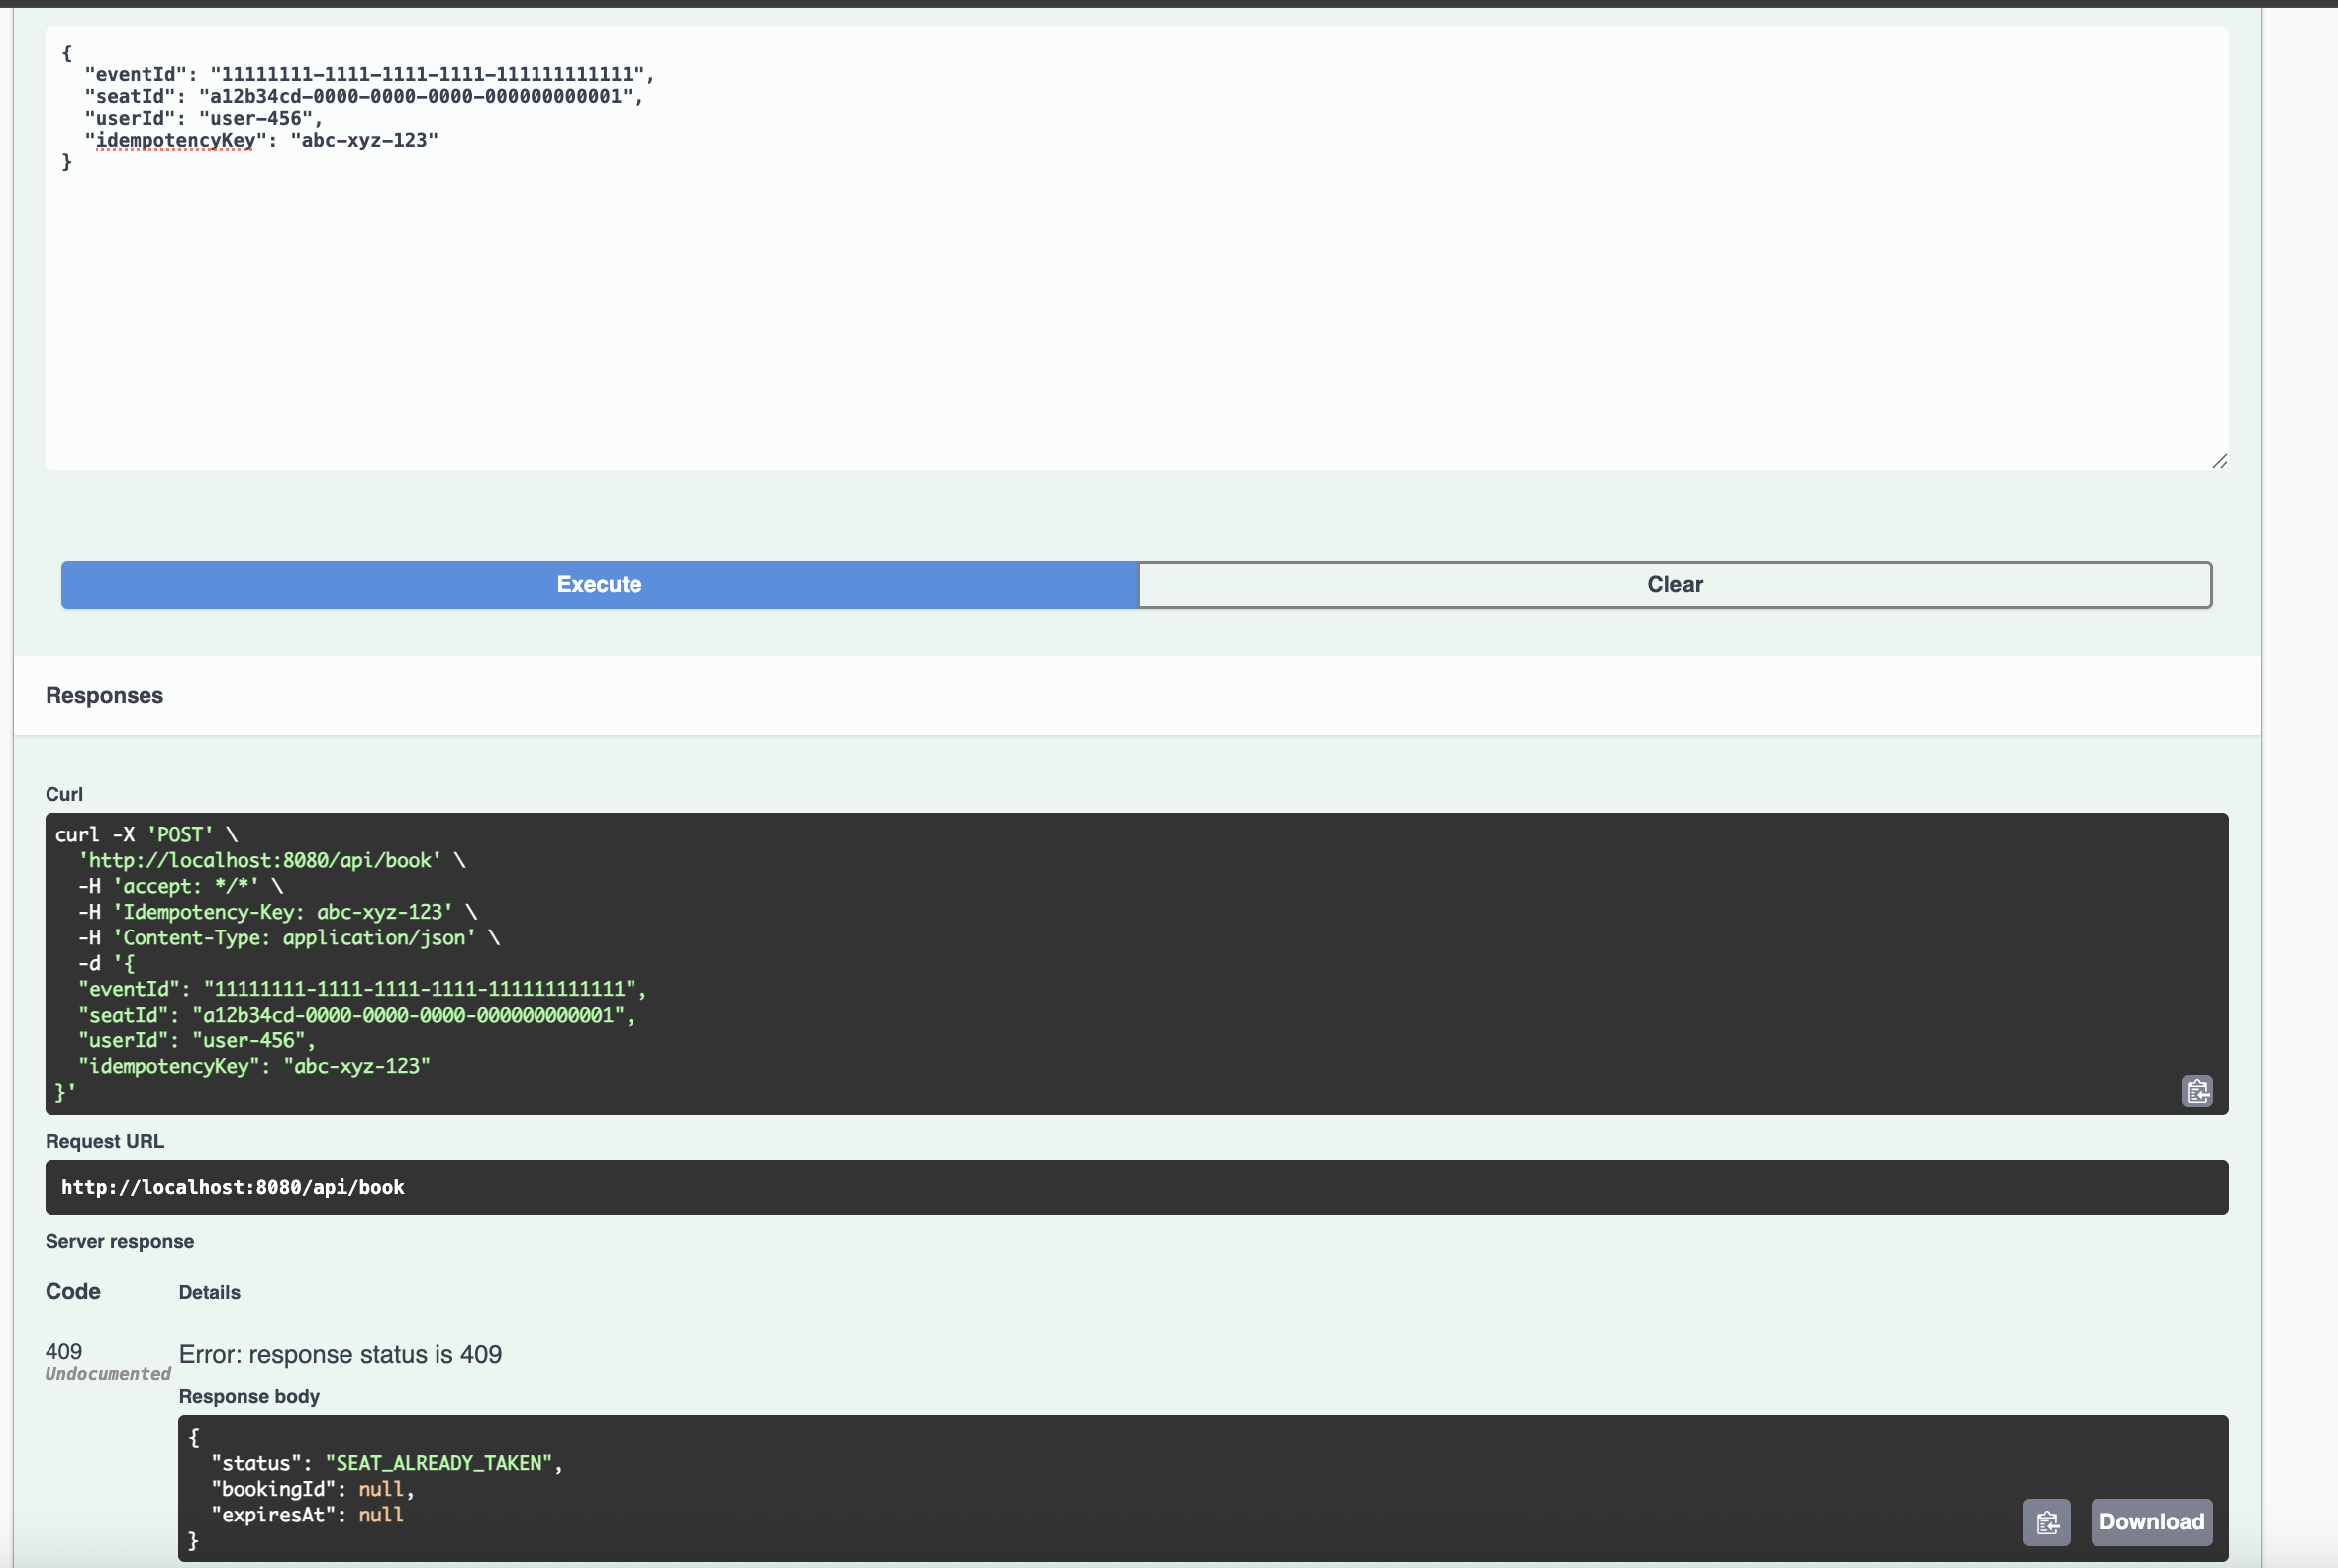 {
  "eventId": "11111111-1111-1111-1111-111111111111",
  "seatId": "a12b34cd-0000-0000-0000-000000000001",
  "userId": "user-456",
  "idempotencyKey": "abc-xyz-123"
}
Execute
Clear
Responses
Curl
curl -X 'POST' \
  'http://localhost:8080/api/book' \
  -H 'accept: */*' \
  -H 'Idempotency-Key: abc-xyz-123' \
  -H 'Content-Type: application/json' \
  -d '{
  "eventId": "11111111-1111-1111-1111-111111111111",
  "seatId": "a12b34cd-0000-0000-0000-000000000001",
  "userId": "user-456",
  "idempotencyKey": "abc-xyz-123"
}'
Request URL
http://localhost:8080/api/book
Server response
Code Details
409 Error: response status is 409
Undocumented
Response body
{
  "status": "SEAT_ALREADY_TAKEN",
  "bookingId": null,
  "expiresAt": null
}
Download